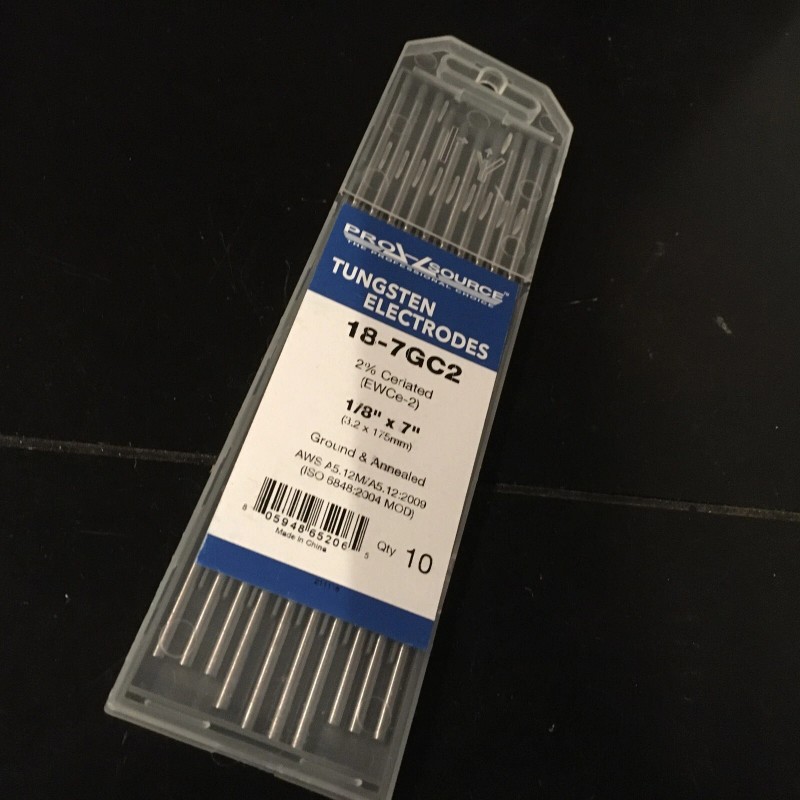 PRO SOURCE™
THE PROFESSIONAL CHOICE
TUNGSTEN
ELECTRODES
18-7GC2
2% Ceriated
(EWCe-2)
1/8" x 7"
(3.2 x 175mm)
Ground & Annealed
AWS A5.12M/A5.12:2009
(ISO 6848:2004 MOD)
8 05948 65206 5
Made in China
Qty 10